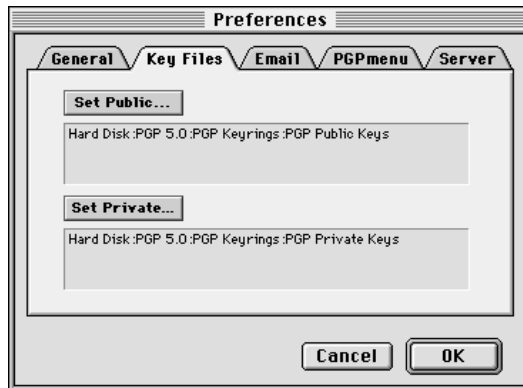 Preferences
General Key Files Email PGPmenu Server
Set Public...
Hard Disk:PGP 5.0:PGP Keyrings:PGP Public Keys
Set Private...
Hard Disk:PGP 5.0:PGP Keyrings:PGP Private Keys
Cancel OK